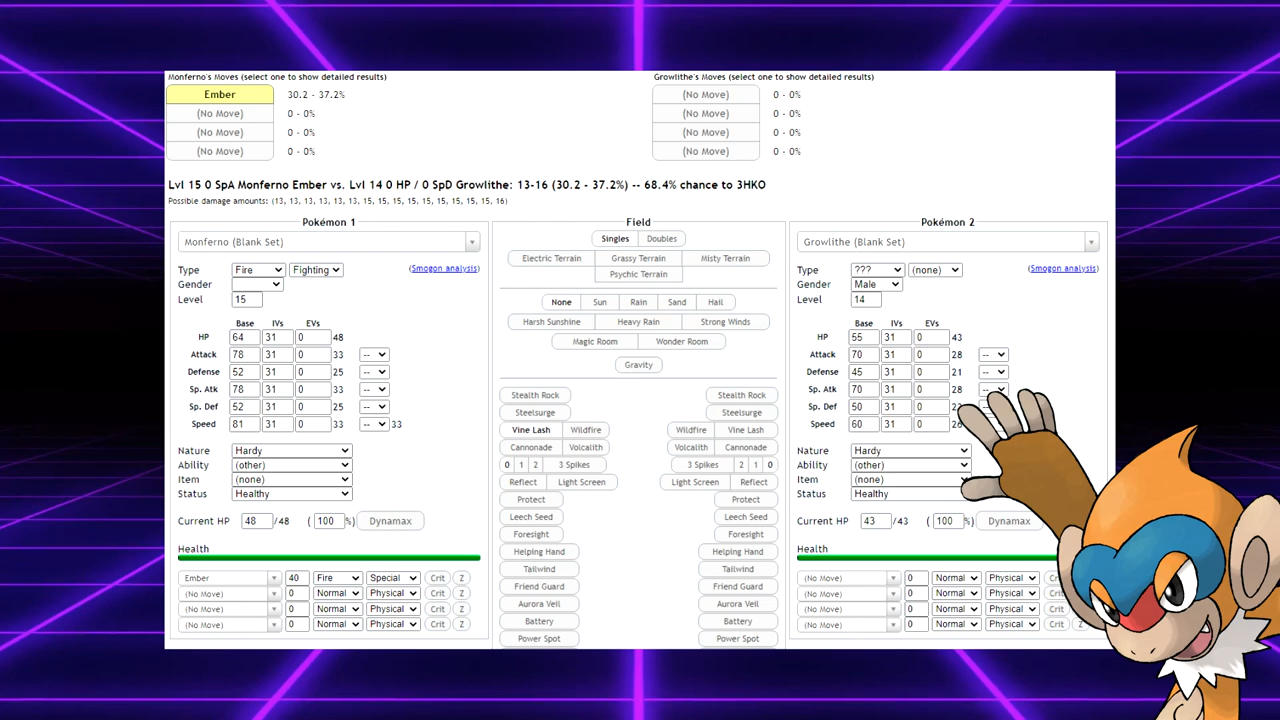 Monferno's Moves (select one to show detailed results)
Growlithe's Moves (select one to show detailed results)
Ember 30.2 - 37.2% (No Move) 0 - 0%
(No Move) 0 - 0% (No Move) 0 - 0%
(No Move) 0 - 0% (No Move) 0 - 0%
(No Move) 0 - 0% (No Move) 0 - 0%
Lvl 15 0 SpA Monferno Ember vs. Lvl 14 0 HP / 0 SpD Growlithe: 13-16 (30.2 - 37.2%) -- 68.4% chance to 3HKO
Possible damage amounts: (13, 13, 13, 13, 13, 13, 15, 15, 15, 15, 15, 15, 15, 15, 15, 16)
Pokémon 1
Monferno (Blank Set)
Type Fire Fighting (Smogon analysis)
Gender
Level 15
Base IVs EVs
HP 64 31 0 48
Attack 78 31 0 33 --
Defense 52 31 0 25 --
Sp. Atk 78 31 0 33 --
Sp. Def 52 31 0 25 --
Speed 81 31 0 33 -- 33
Nature Hardy
Ability (other)
Item (none)
Status Healthy
Current HP 48 /48 ( 100 %) Dynamax
Health
Ember 40 Fire Special Crit Z
(No Move) 0 Normal Physical Crit Z
(No Move) 0 Normal Physical Crit Z
(No Move) 0 Normal Physical Crit Z
Field
Singles Doubles
Electric Terrain Grassy Terrain Misty Terrain
Psychic Terrain
None Sun Rain Sand Hail
Harsh Sunshine Heavy Rain Strong Winds
Magic Room Wonder Room
Gravity
Stealth Rock Stealth Rock
Steelsurge Steelsurge
Vine Lash Wildfire Wildfire Vine Lash
Cannonade Volcalith Volcalith Cannonade
0 1 2 3 Spikes 3 Spikes 2 1 0
Reflect Light Screen Light Screen Reflect
Protect Protect
Leech Seed Leech Seed
Foresight Foresight
Helping Hand Helping Hand
Tailwind Tailwind
Friend Guard Friend Guard
Aurora Veil Aurora Veil
Battery Battery
Power Spot Power Spot
Pokémon 2
Growlithe (Blank Set)
Type ??? (none) (Smogon analysis)
Gender Male
Level 14
Base IVs EVs
HP 55 31 0 43
Attack 70 31 0 28 --
Defense 45 31 0 21 --
Sp. Atk 70 31 0 28 --
Sp. Def 50 31 0
Speed 60 31 0
Nature Hardy
Ability (other)
Item (none)
Status Healthy
Current HP 43 /43 ( 100 %) Dynamax
Health
(No Move) 0 Normal Physical
(No Move) 0 Normal Physical Crit
(No Move) 0 Normal Physical Crit
(No Move) 0 Normal Physical Crit Z